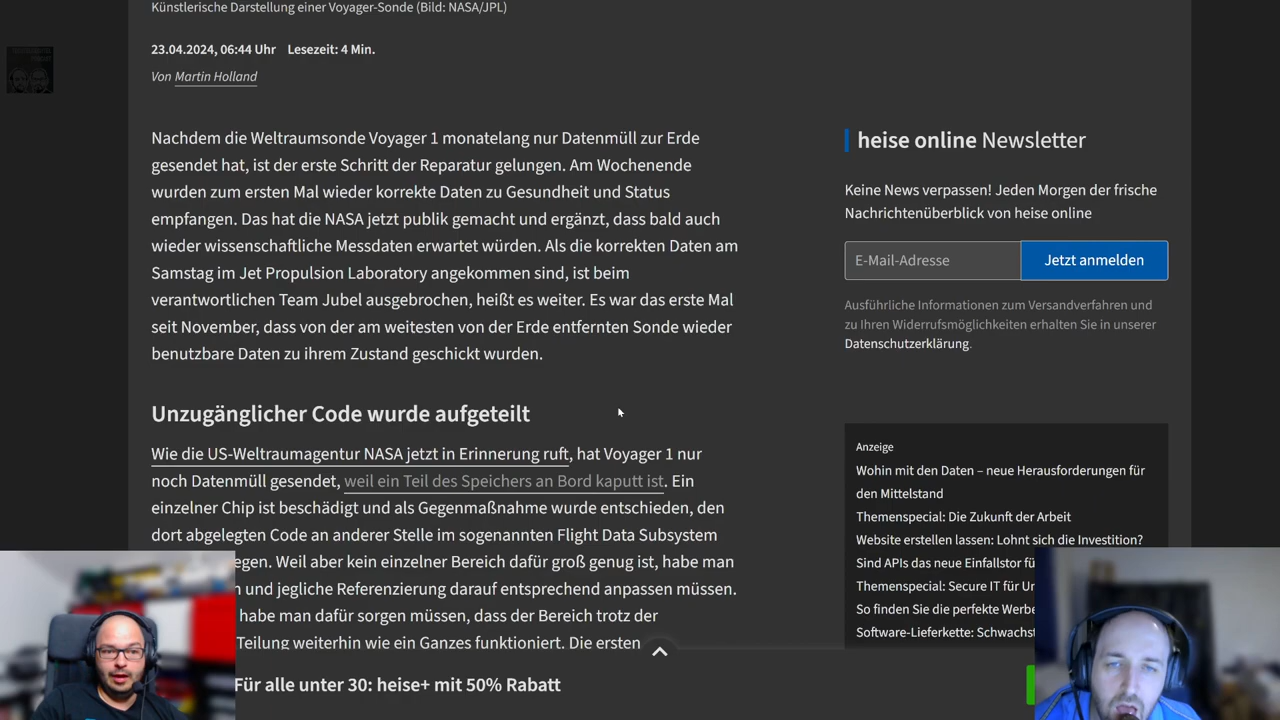 Künstlerische Darstellung einer Voyager-Sonde (Bild: NASA/JPL)
23.04.2024, 06:44 Uhr Lesezeit: 4 Min.
Von Martin Holland
Nachdem die Weltraumsonde Voyager 1 monatelang nur Datenmüll zur Erde
gesendet hat, ist der erste Schritt der Reparatur gelungen. Am Wochenende
wurden zum ersten Mal wieder korrekte Daten zu Gesundheit und Status
empfangen. Das hat die NASA jetzt publik gemacht und ergänzt, dass bald auch
wieder wissenschaftliche Messdaten erwartet würden. Als die korrekten Daten am
Samstag im Jet Propulsion Laboratory angekommen sind, ist beim
verantwortlichen Team Jubel ausgebrochen, heißt es weiter. Es war das erste Mal
seit November, dass von der am weitesten von der Erde entfernten Sonde wieder
benutzbare Daten zu ihrem Zustand geschickt wurden.
Unzugänglicher Code wurde aufgeteilt
Wie die US-Weltraumagentur NASA jetzt in Erinnerung ruft, hat Voyager 1 nur
noch Datenmüll gesendet, weil ein Teil des Speichers an Bord kaputt ist. Ein
einzelner Chip ist beschädigt und als Gegenmaßnahme wurde entschieden, den
dort abgelegten Code an anderer Stelle im sogenannten Flight Data Subsystem
egen. Weil aber kein einzelner Bereich dafür groß genug ist, habe man
n und jegliche Referenzierung darauf entsprechend anpassen müssen.
habe man dafür sorgen müssen, dass der Bereich trotz der
Teilung weiterhin wie ein Ganzes funktioniert. Die ersten
Für alle unter 30: heise+ mit 50% Rabatt
heise online Newsletter
Keine News verpassen! Jeden Morgen der frische
Nachrichtenüberblick von heise online
E-Mail-Adresse
Jetzt anmelden
Ausführliche Informationen zum Versandverfahren und
zu Ihren Widerrufsmöglichkeiten erhalten Sie in unserer
Datenschutzerklärung.
Anzeige
Wohin mit den Daten – neue Herausforderungen für
den Mittelstand
Themenspecial: Die Zukunft der Arbeit
Website erstellen lassen: Lohnt sich die Investition?
Sind APIs das neue Einfallstor fü
Themenspecial: Secure IT für Un
So finden Sie die perfekte Werbe
Software-Lieferkette: Schwachst